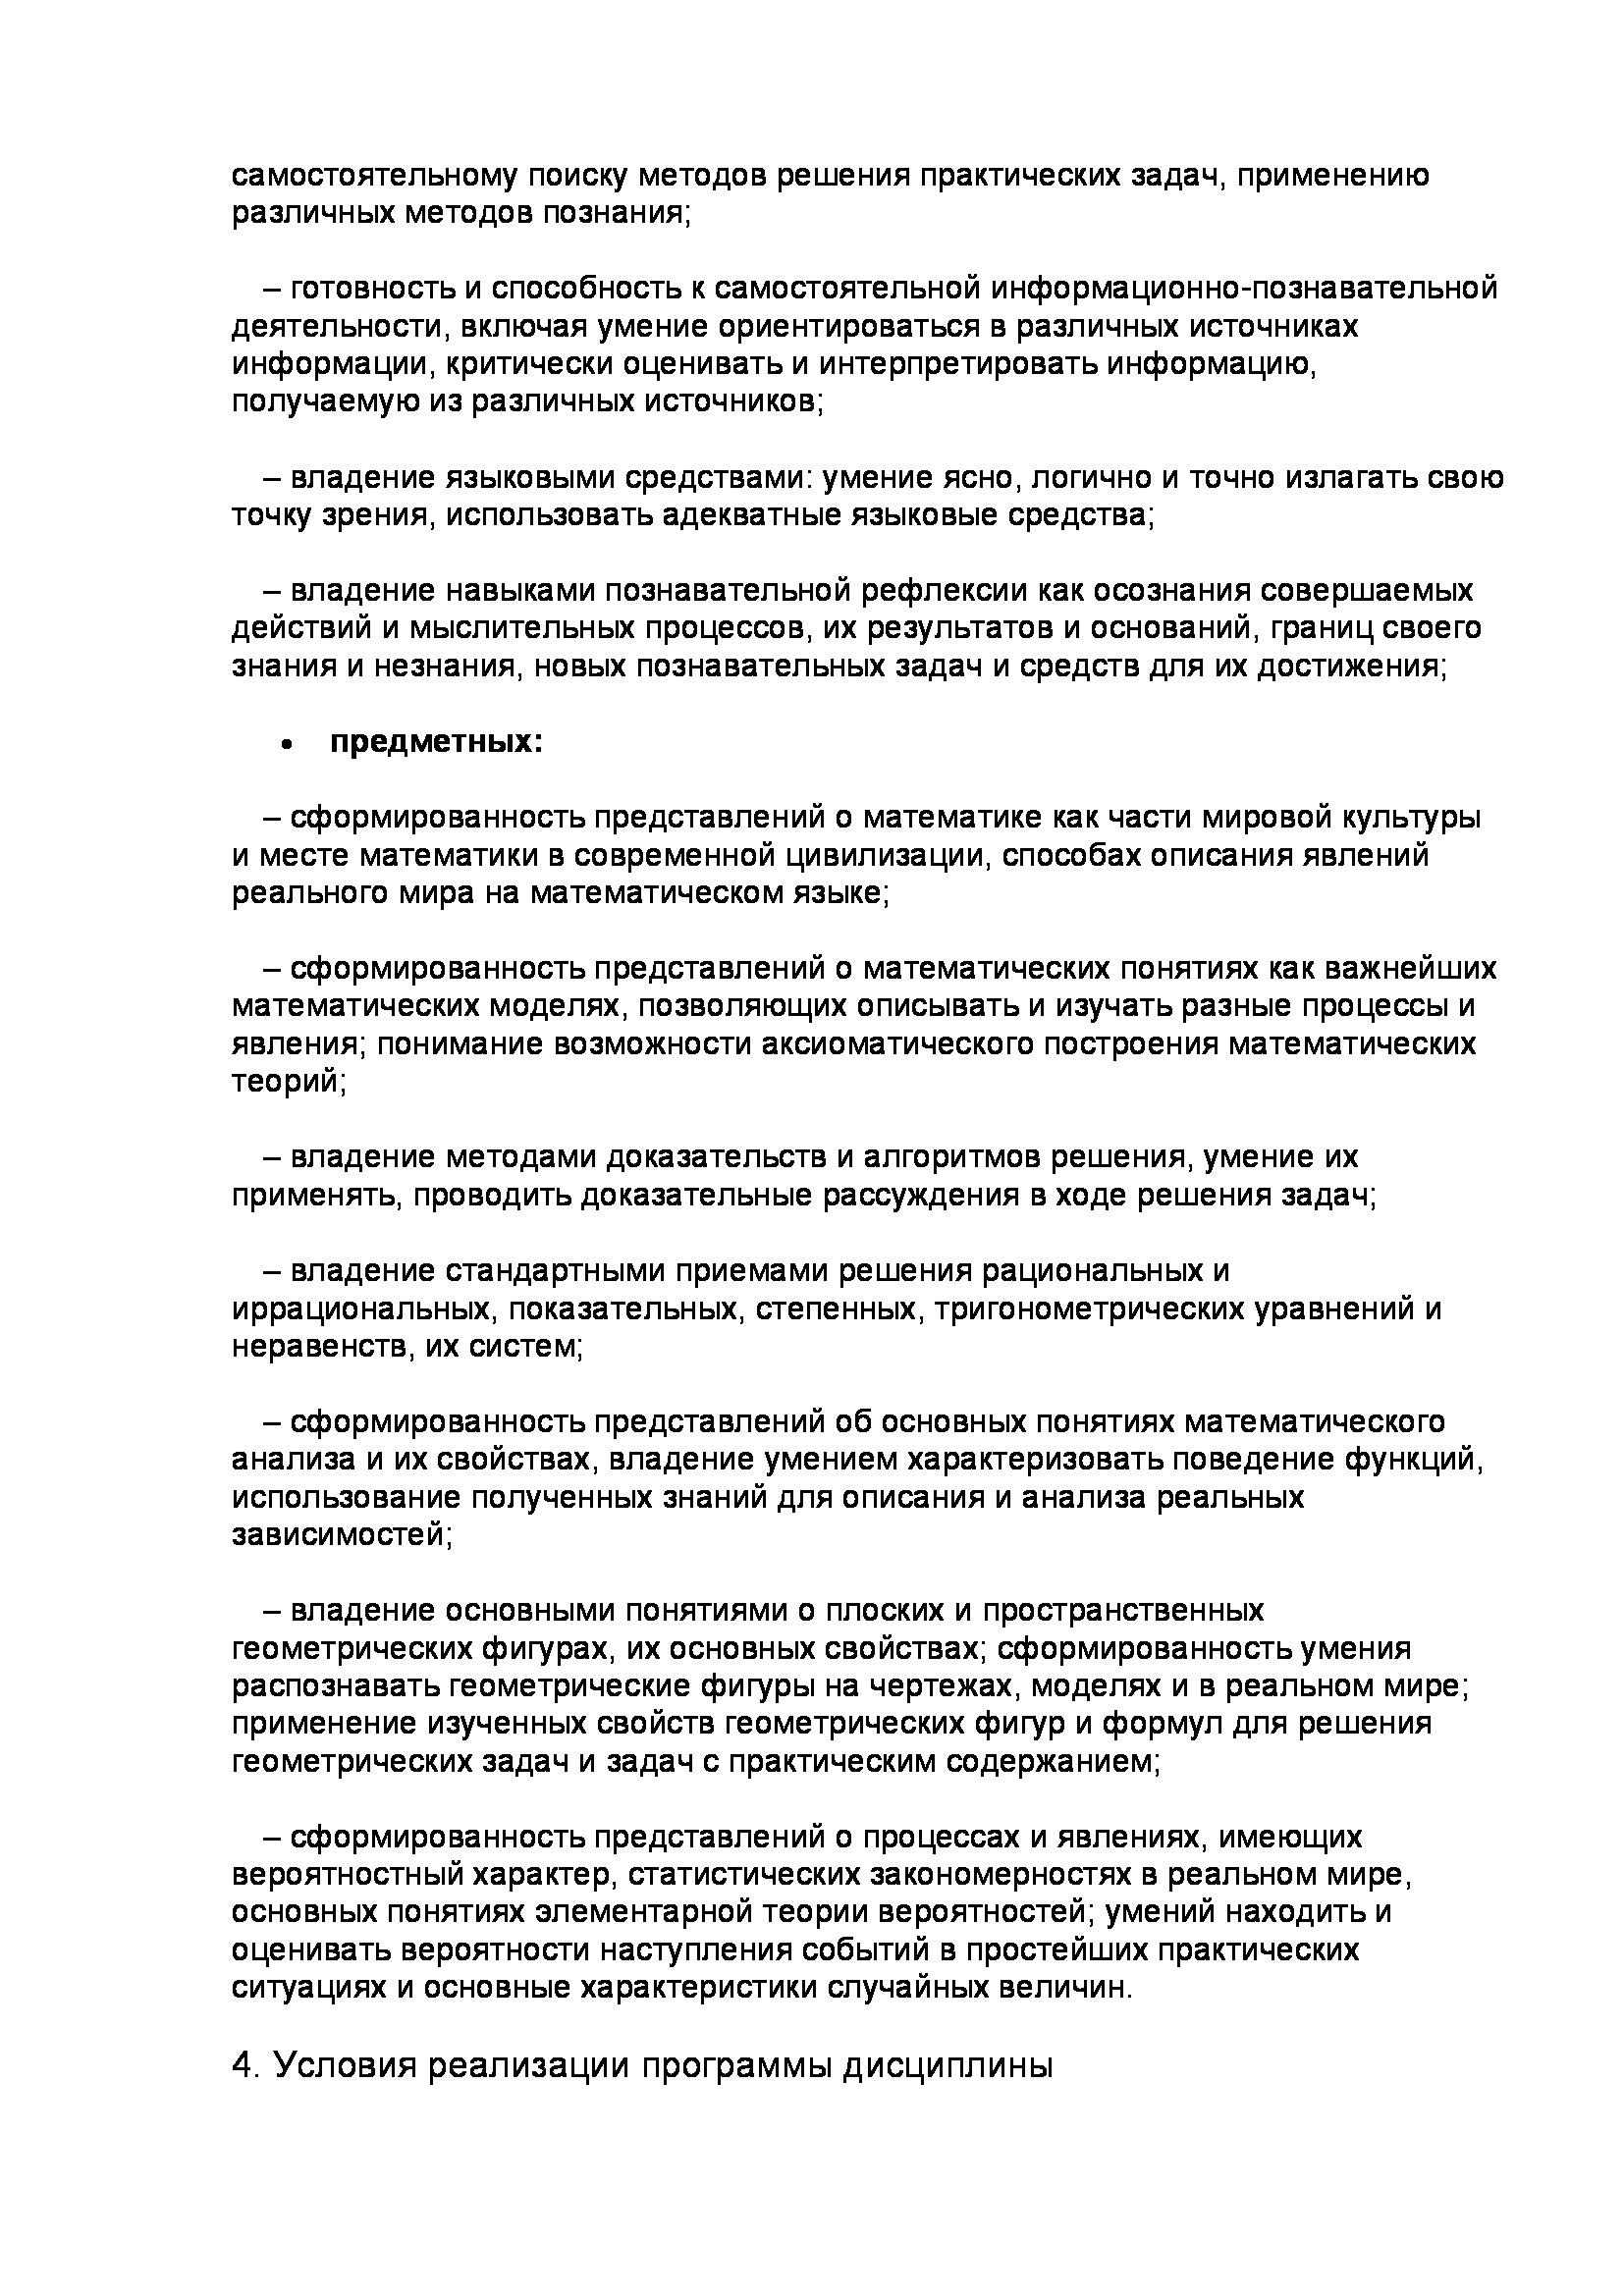 самостоятельному поиску методов решения практических задач, применению
различных методов познания;
– готовность и способность к самостоятельной информационно-познавательной
деятельности, включая умение ориентироваться в различных источниках
информации, критически оценивать и интерпретировать информацию,
получаемую из различных источников;
– владение языковыми средствами: умение ясно, логично и точно излагать свою
точку зрения, использовать адекватные языковые средства;
– владение навыками познавательной рефлексии как осознания совершаемых
действий и мыслительных процессов, их результатов и оснований, границ своего
знания и незнания, новых познавательных задач и средств для их достижения;
• предметных:
– сформированность представлений о математике как части мировой культуры
и месте математики в современной цивилизации, способах описания явлений
реального мира на математическом языке;
– сформированность представлений о математических понятиях как важнейших
математических моделях, позволяющих описывать и изучать разные процессы и
явления; понимание возможности аксиоматического построения математических
теорий;
– владение методами доказательств и алгоритмов решения, умение их
применять, проводить доказательные рассуждения в ходе решения задач;
– владение стандартными приемами решения рациональных и
иррациональных, показательных, степенных, тригонометрических уравнений и
неравенств, их систем;
– сформированность представлений об основных понятиях математического
анализа и их свойствах, владение умением характеризовать поведение функций,
использование полученных знаний для описания и анализа реальных
зависимостей;
– владение основными понятиями о плоских и пространственных
геометрических фигурах, их основных свойствах; сформированность умения
распознавать геометрические фигуры на чертежах, моделях и в реальном мире;
применение изученных свойств геометрических фигур и формул для решения
геометрических задач и задач с практическим содержанием;
– сформированность представлений о процессах и явлениях, имеющих
вероятностный характер, статистических закономерностях в реальном мире,
основных понятиях элементарной теории вероятностей; умений находить и
оценивать вероятности наступления событий в простейших практических
ситуациях и основные характеристики случайных величин.
4. Условия реализации программы дисциплины